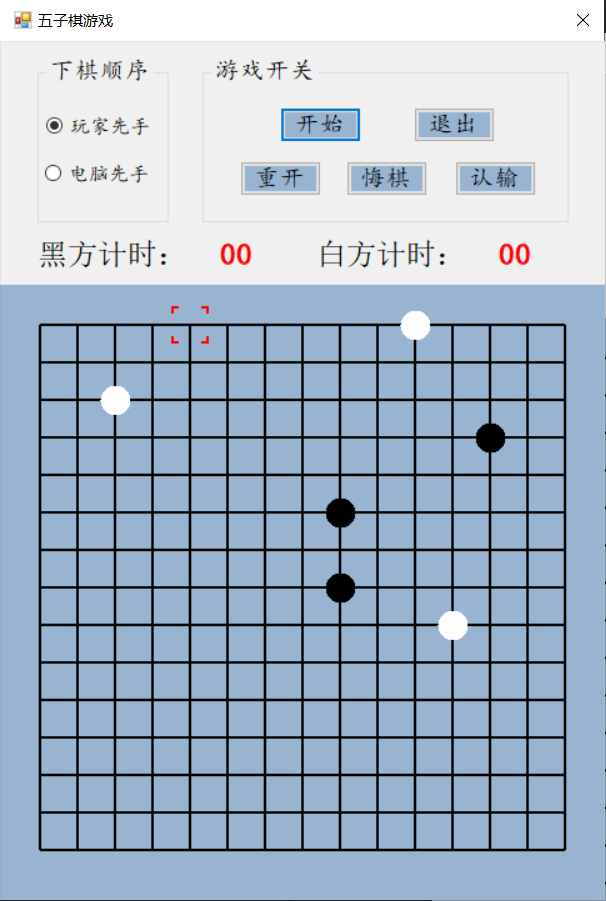 五子棋游戏
下棋顺序
玩家先手
电脑先手
游戏开关
开始 退出
重开 悔棋 认输
黑方计时： 00 白方计时： 00